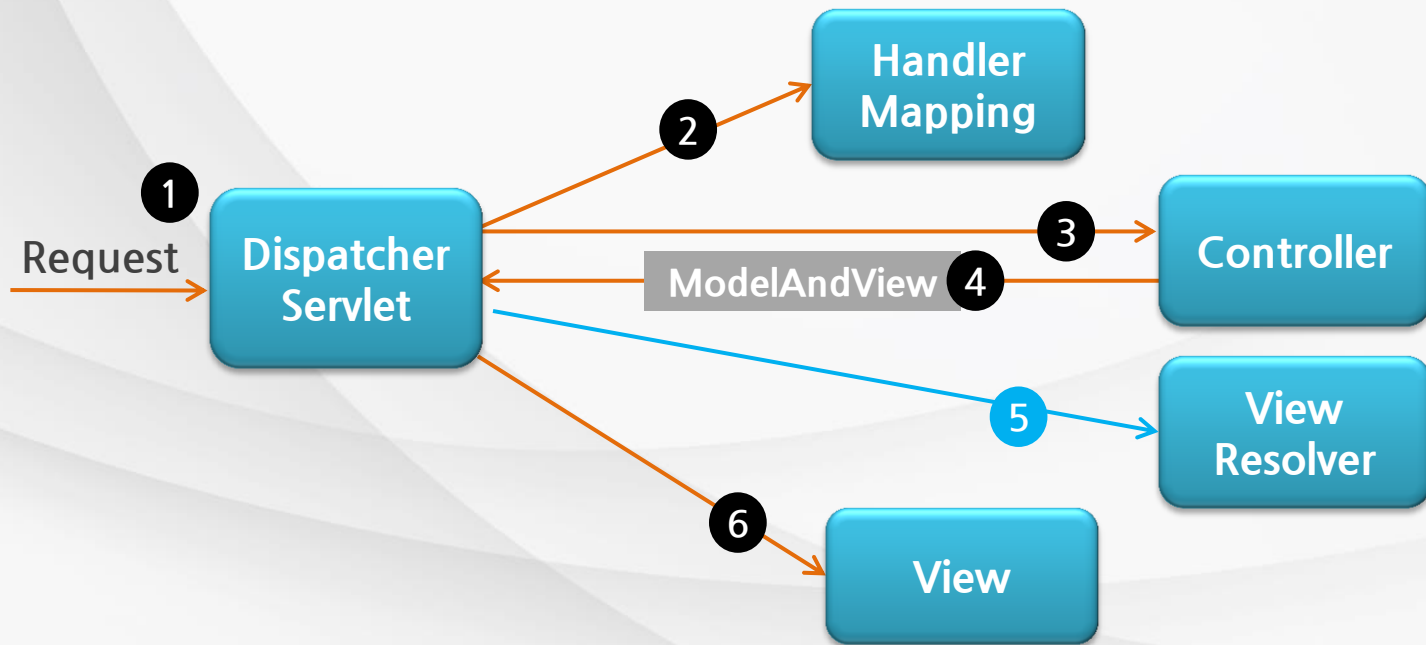 Handler
Mapping
2
1
Request
Dispatcher
Servlet
3
Controller
ModelAndView
4
5
View
Resolver
6
View